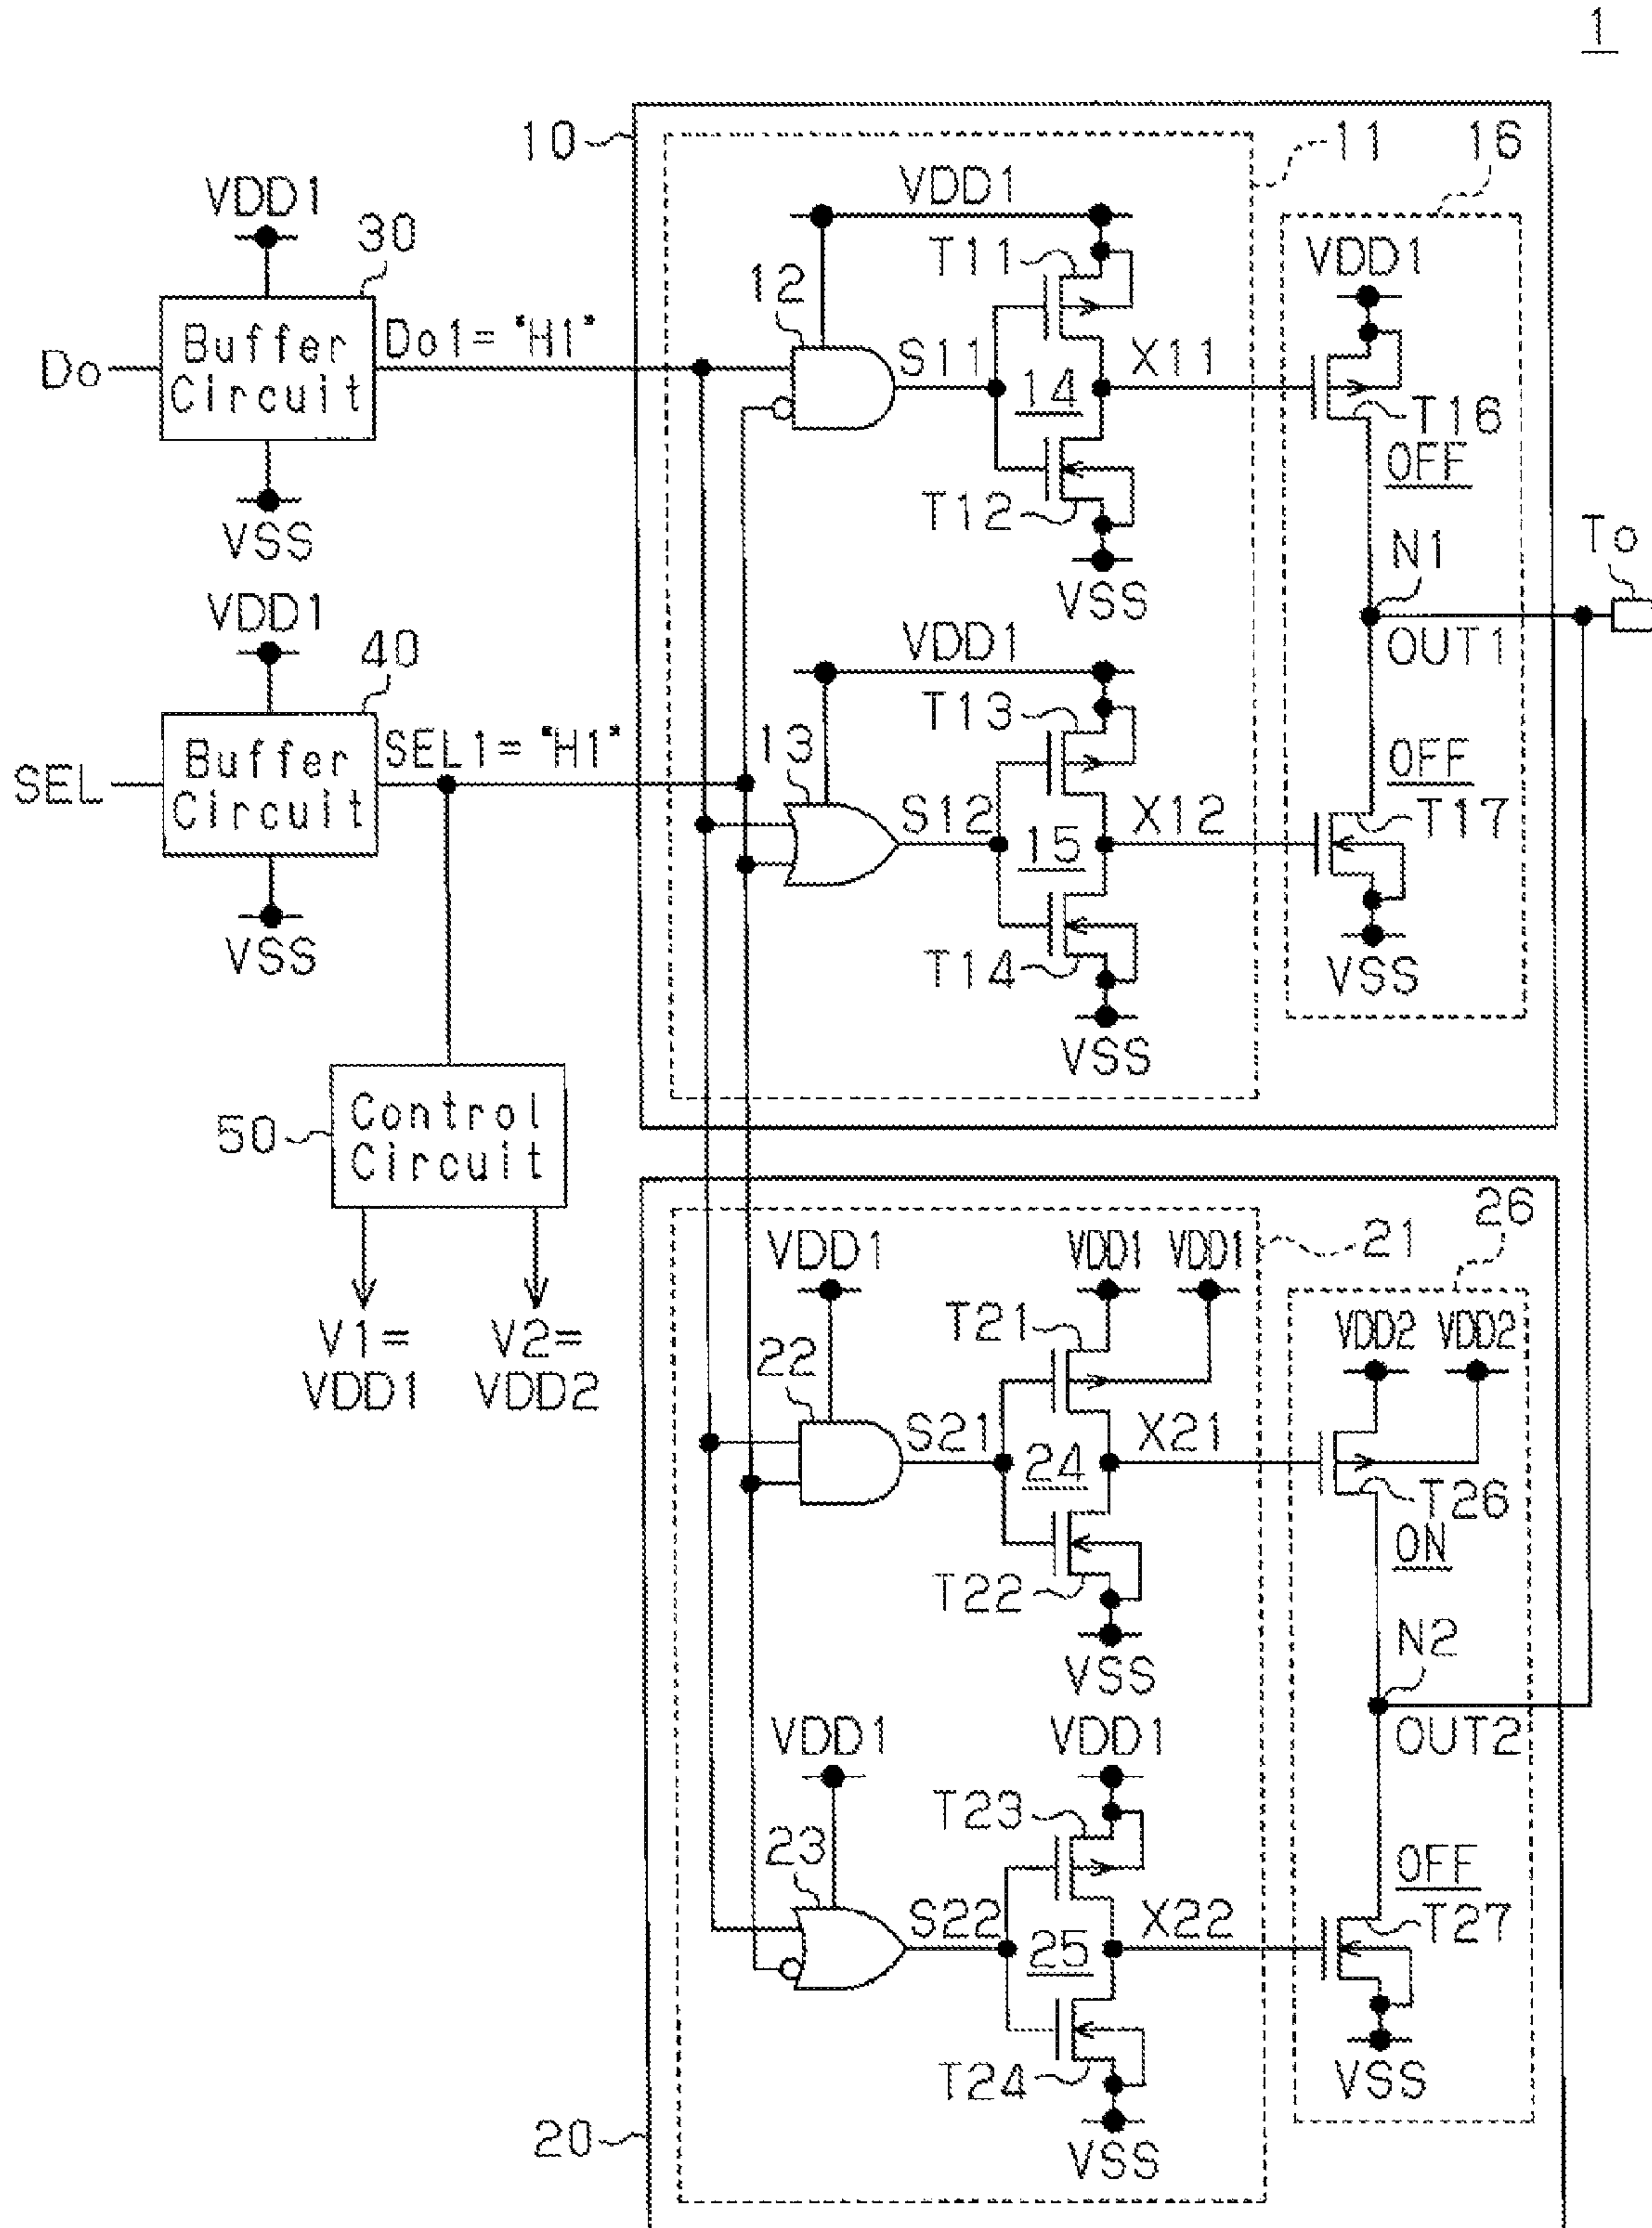 1
10
11
16
VDD1
30
Buffer
Circuit
Do
Do1="H1"
VSS
VDD1
12
T11
S11
14
X11
T12
VSS
VDD1
T16
OFF
N1
To
OUT1
VDD1
40
Buffer
Circuit
SEL
SEL1="H1"
VSS
VDD1
13
T13
S12
15
X12
T14
VSS
OFF
T17
VSS
50
Control
Circuit
V1=
VDD1
V2=
VDD2
26
21
VDD1
VDD1
VDD1
22
T21
S21
24
X21
T22
VSS
VDD2
VDD2
T26
ON
N2
OUT2
VDD1
VDD1
23
T23
S22
25
X22
T24
VSS
OFF
T27
VSS
20